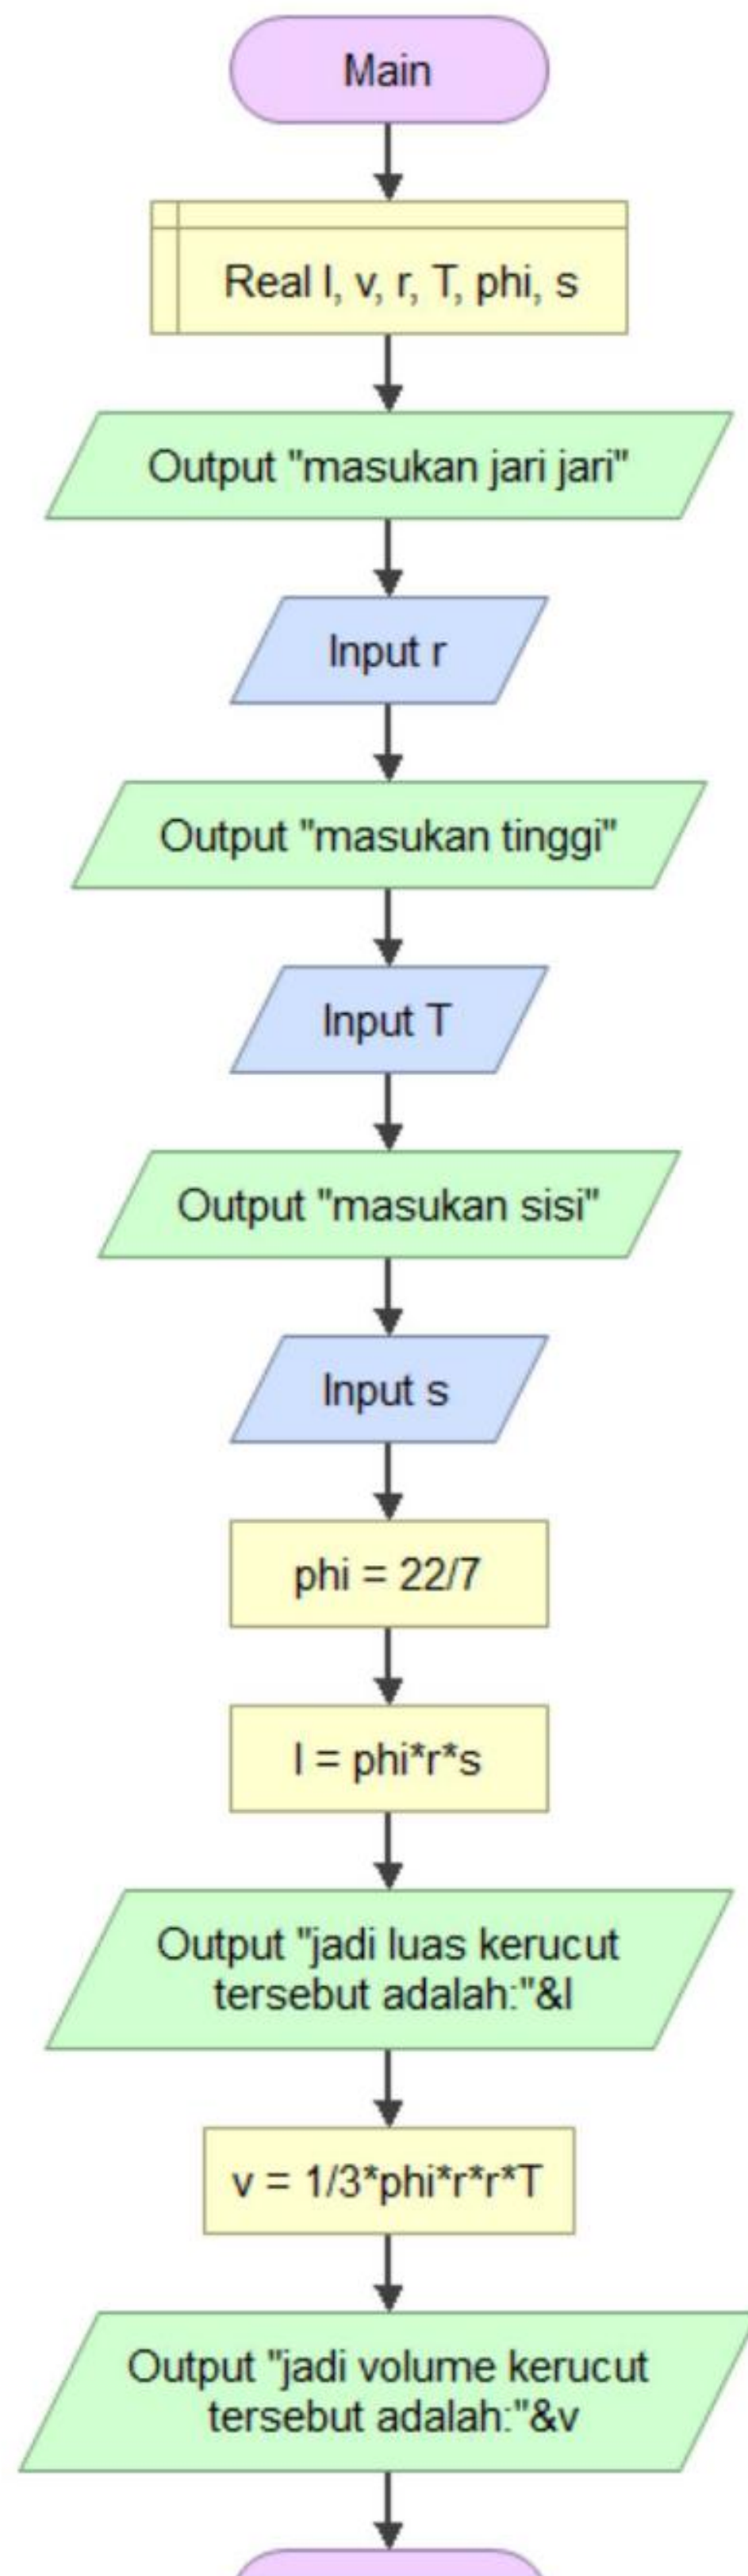 Main
Real l, v, r, T, phi, s
Output "masukan jari jari"
Input r
Output "masukan tinggi"
Input T
Output "masukan sisi"
Input s
phi = 22/7
l = phi*r*s
Output "jadi luas kerucut
tersebut adalah:"&l
v = 1/3*phi*r*r*T
Output "jadi volume kerucut
tersebut adalah:"&v